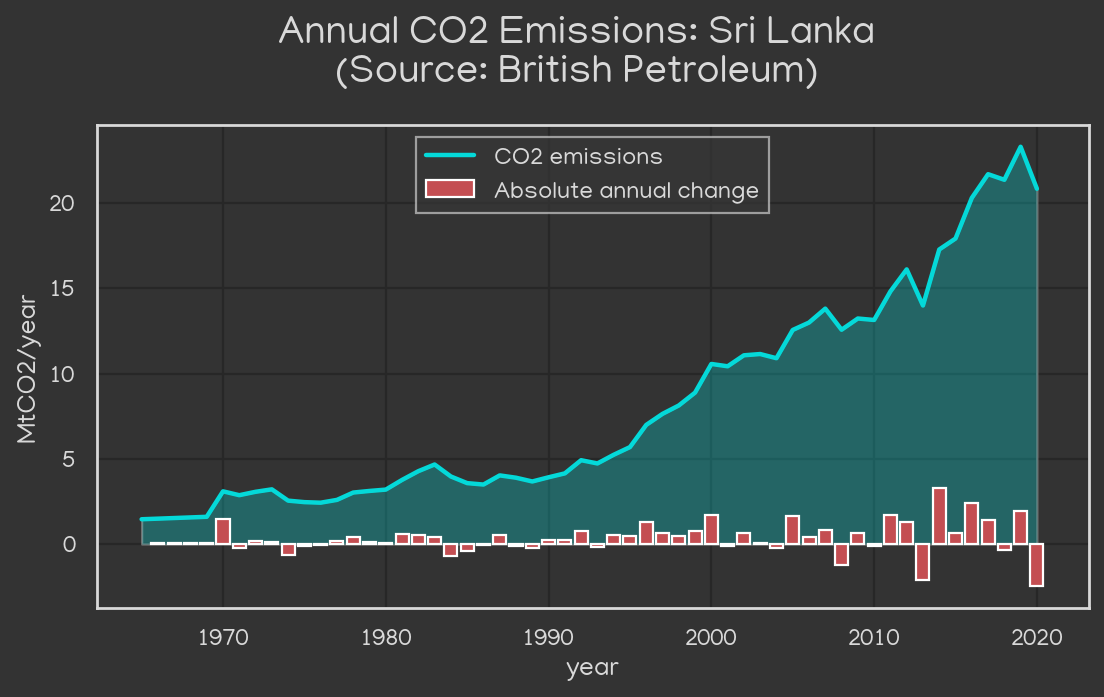 Annual CO2 Emissions: Sri Lanka
(Source: British Petroleum)
CO2 emissions
Absolute annual change
MtCO2/year
20
15
10
5
0
1970 1980 1990 2000 2010 2020
year